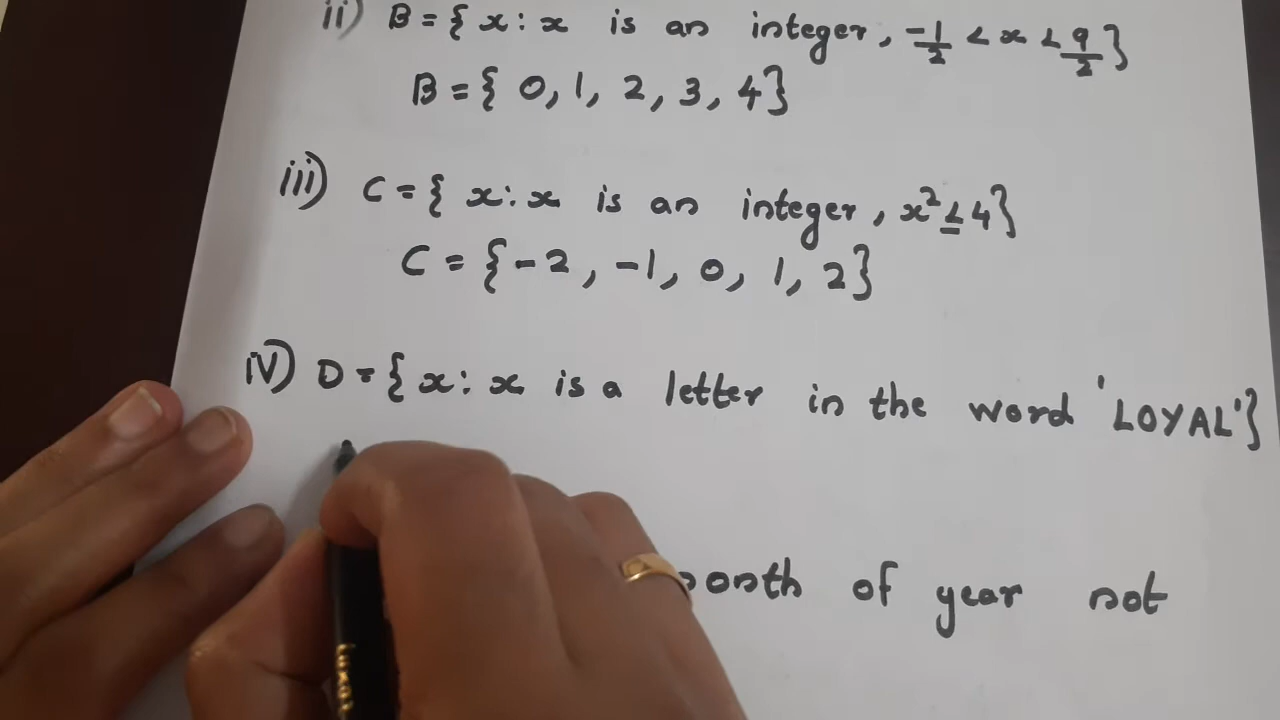 ii) B = { x : x is an integer, -1/2 < x < 9/2 }
B = { 0, 1, 2, 3, 4}
iii) C = { x : x is an integer, x² ≤ 4}
C = {-2, -1, 0, 1, 2}
iv) D = { x : x is a letter in the word 'LOYAL'}
month of year not